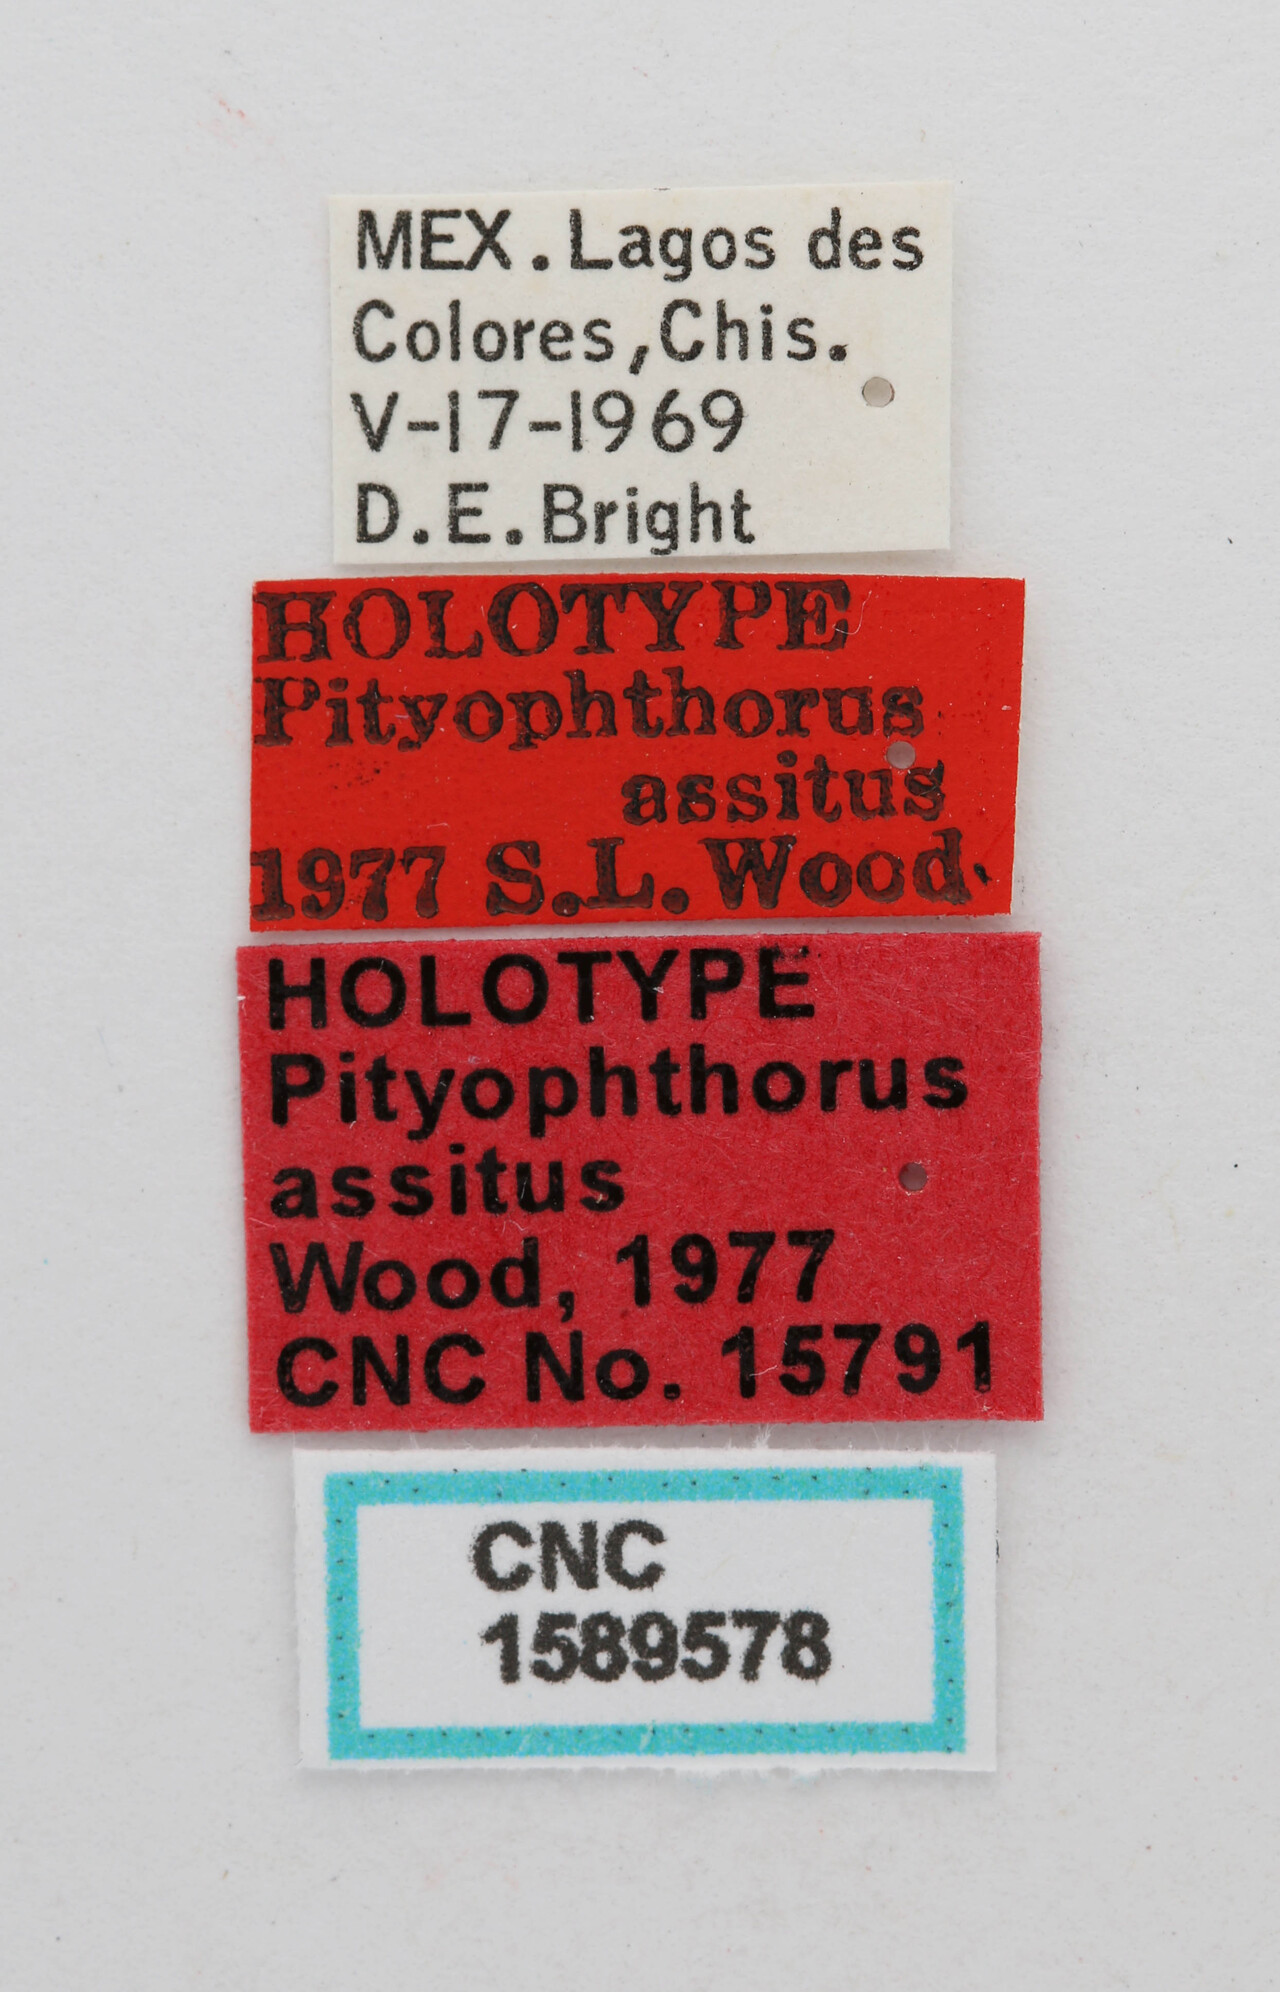 MEX. Lagos des
Colores, Chis.
V-17-1969
D.E. Bright
HOLOTYPE
Pityophthorus
assitus
1977 S.L. Wood
HOLOTYPE
Pityophthorus
assitus
Wood, 1977
CNC No. 15791
CNC
1589578